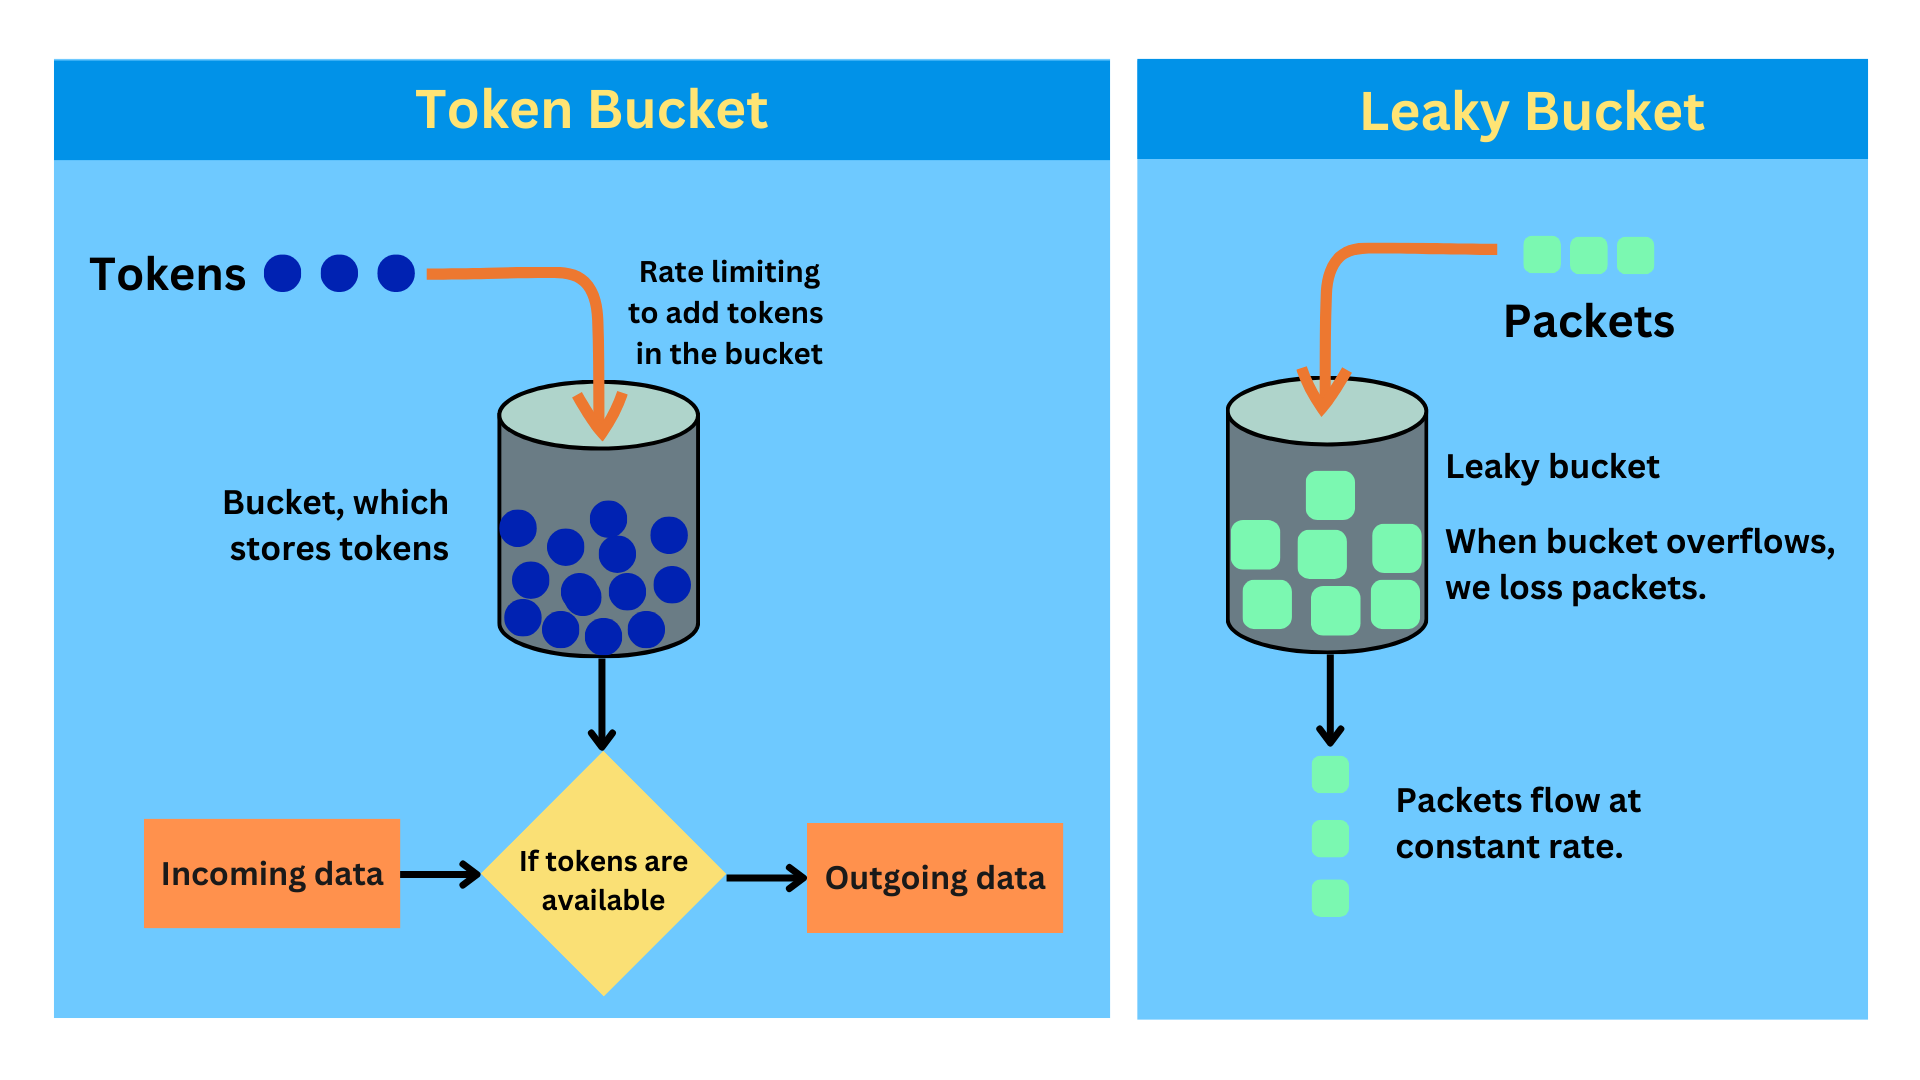 Token Bucket
Tokens
Rate limiting
to add tokens
in the bucket
Bucket, which
stores tokens
If tokens are
available
Incoming data
Outgoing data
Leaky Bucket
Packets
Leaky bucket
When bucket overflows,
we loss packets.
Packets flow at
constant rate.